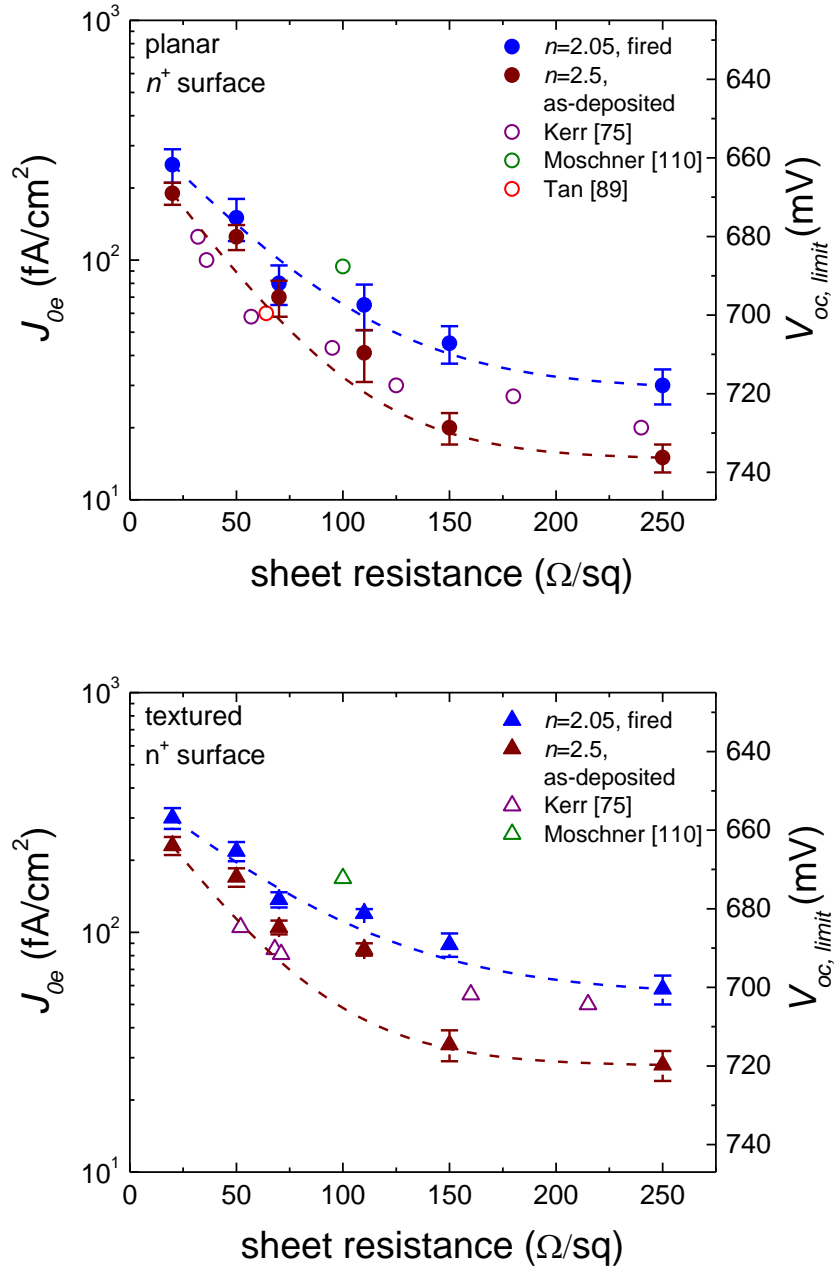 10³
planar
n⁺ surface
n=2.05, fired
n=2.5,
as-deposited
Kerr [75]
Moschner [110]
Tan [89]
10²
10¹
J0e (fA/cm²)
640
660
680
700
720
740
Voc, limit (mV)
0 50 100 150 200 250
sheet resistance (Ω/sq)
10³
textured
n⁺ surface
n=2.05, fired
n=2.5,
as-deposited
Kerr [75]
Moschner [110]
10²
10¹
J0e (fA/cm²)
640
660
680
700
720
740
Voc, limit (mV)
0 50 100 150 200 250
sheet resistance (Ω/sq)